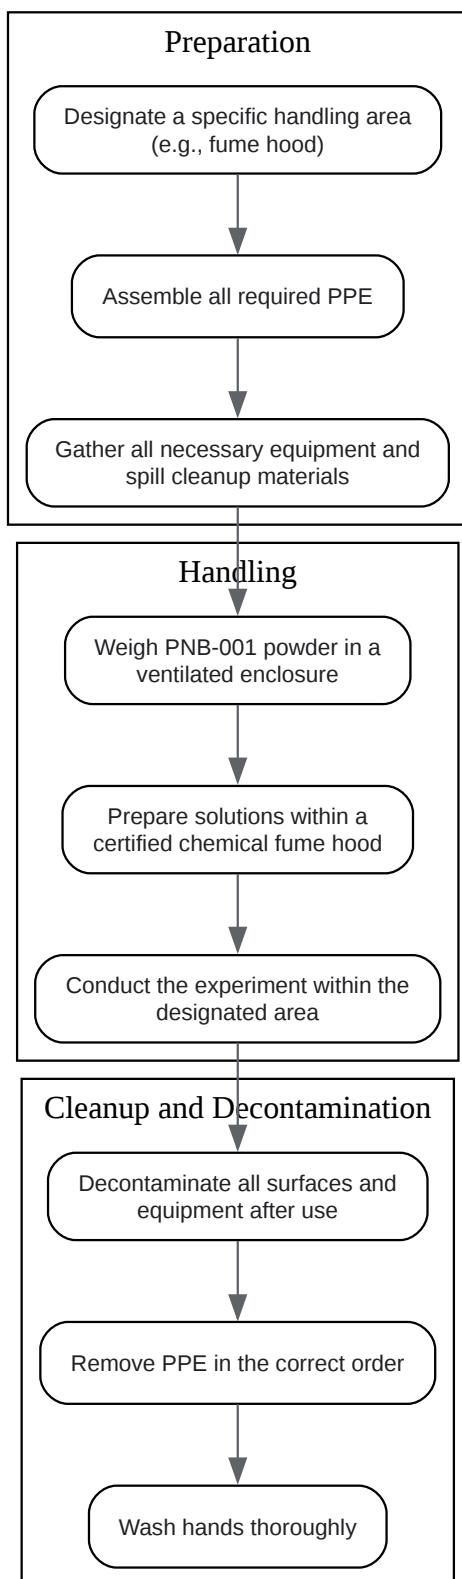 Preparation
Designate a specific handling area
(e.g., fume hood)
Assemble all required PPE
Gather all necessary equipment and
spill cleanup materials
Handling
Weigh PNB-001 powder in a
ventilated enclosure
Prepare solutions within a
certified chemical fume hood
Conduct the experiment within the
designated area
Cleanup and Decontamination
Decontaminate all surfaces and
equipment after use
Remove PPE in the correct order
Wash hands thoroughly